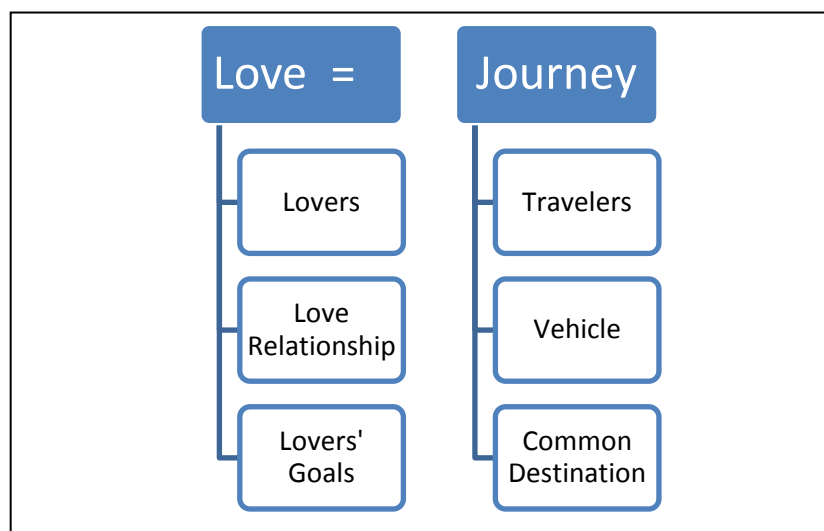 Love =
Journey
Lovers
Travelers
Love
Relationship
Vehicle
Lovers'
Goals
Common
Destination